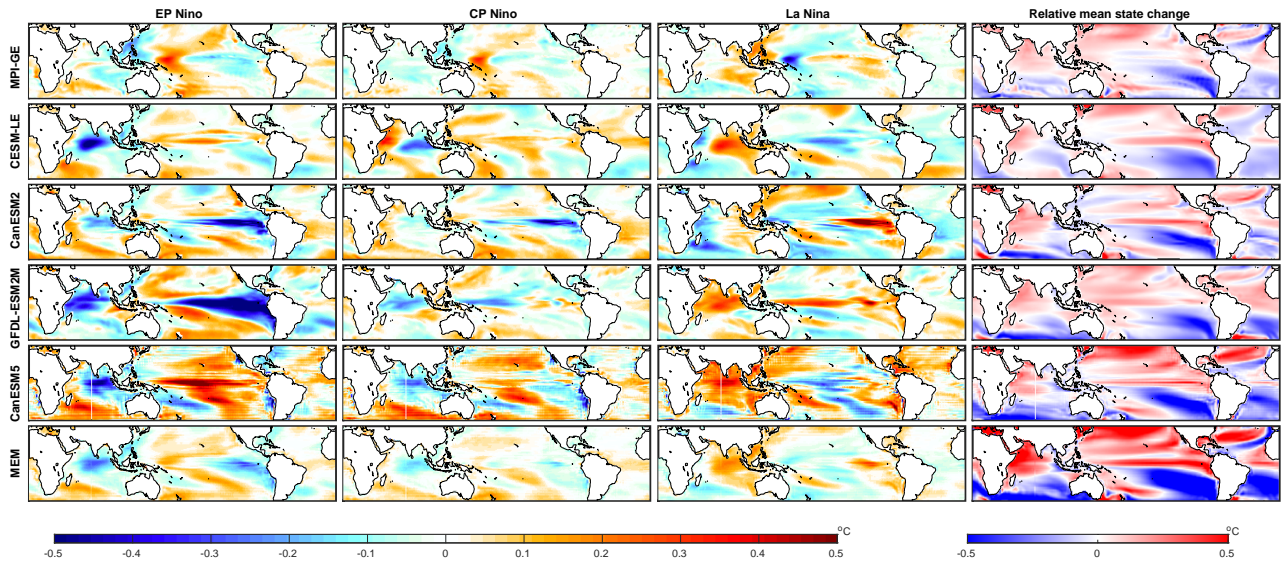 EP Nino CP Nino La Nina Relative mean state change
MPI-GE
CESM-LE
CanESM2
GFDL-ESM2M
CanESM5
MEM
°C °C
-0.5 -0.4 -0.3 -0.2 -0.1 0 0.1 0.2 0.3 0.4 0.5 -0.5 0 0.5